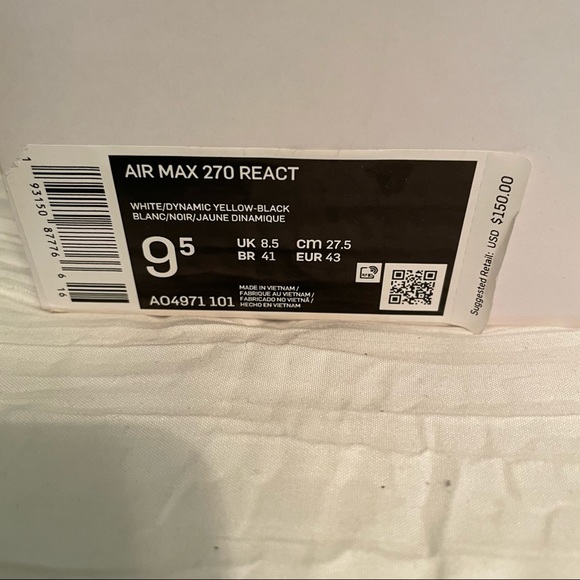 AIR MAX 270 REACT
WHITE/DYNAMIC YELLOW-BLACK
BLANC/NOIR/JAUNE DINAMIQUE
9⁵
UK 8.5 cm 27.5
BR 41 EUR 43
AO4971 101
MADE IN VIETNAM /
FABRIQUE AU VIETNAM /
FABRICADO NO VIETNÃ /
HECHO EN VIETNAM
Suggested Retail: USD $150.00
1 93150 87776 6 16